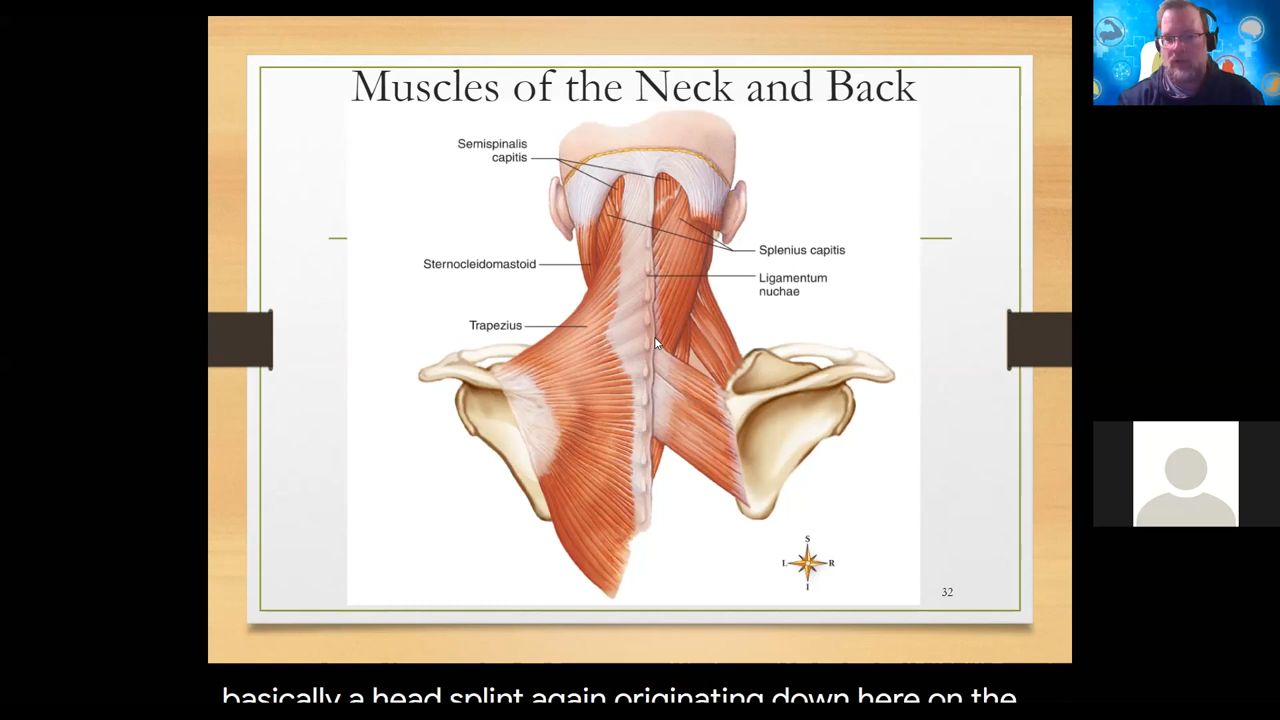 Muscles of the Neck and Back
Semispinalis
capitis
Sternocleidomastoid
Splenius capitis
Ligamentum
nuchae
Trapezius
S
L R
I
32
basically a head splint again originating down here on the